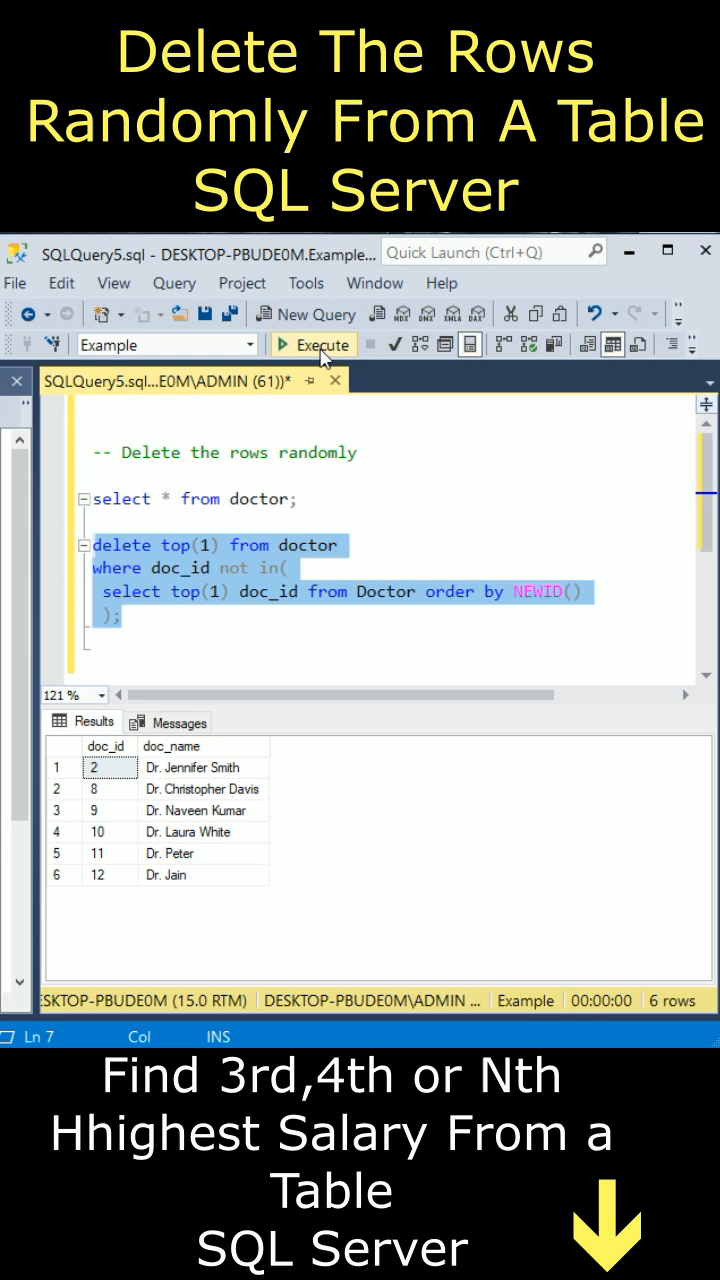 Delete The Rows
Randomly From A Table
SQL Server
SQLQuery5.sql - DESKTOP-PBUDE0M.Example...
Quick Launch (Ctrl+Q)
File Edit View Query Project Tools Window Help
New Query
MDX DMX XMLA DAX
Example
Execute
SQLQuery5.sql...E0M\ADMIN (61))*
-- Delete the rows randomly
select * from doctor;
delete top(1) from doctor
where doc_id not in(
select top(1) doc_id from Doctor order by NEWID()
);
121 %
Results Messages
doc_id doc_name
1 2 Dr. Jennifer Smith
2 8 Dr. Christopher Davis
3 9 Dr. Naveen Kumar
4 10 Dr. Laura White
5 11 Dr. Peter
6 12 Dr. Jain
SKTOP-PBUDE0M (15.0 RTM) DESKTOP-PBUDE0M\ADMIN ... Example 00:00:00 6 rows
Ln 7 Col INS
Find 3rd,4th or Nth
Hhighest Salary From a
Table
SQL Server